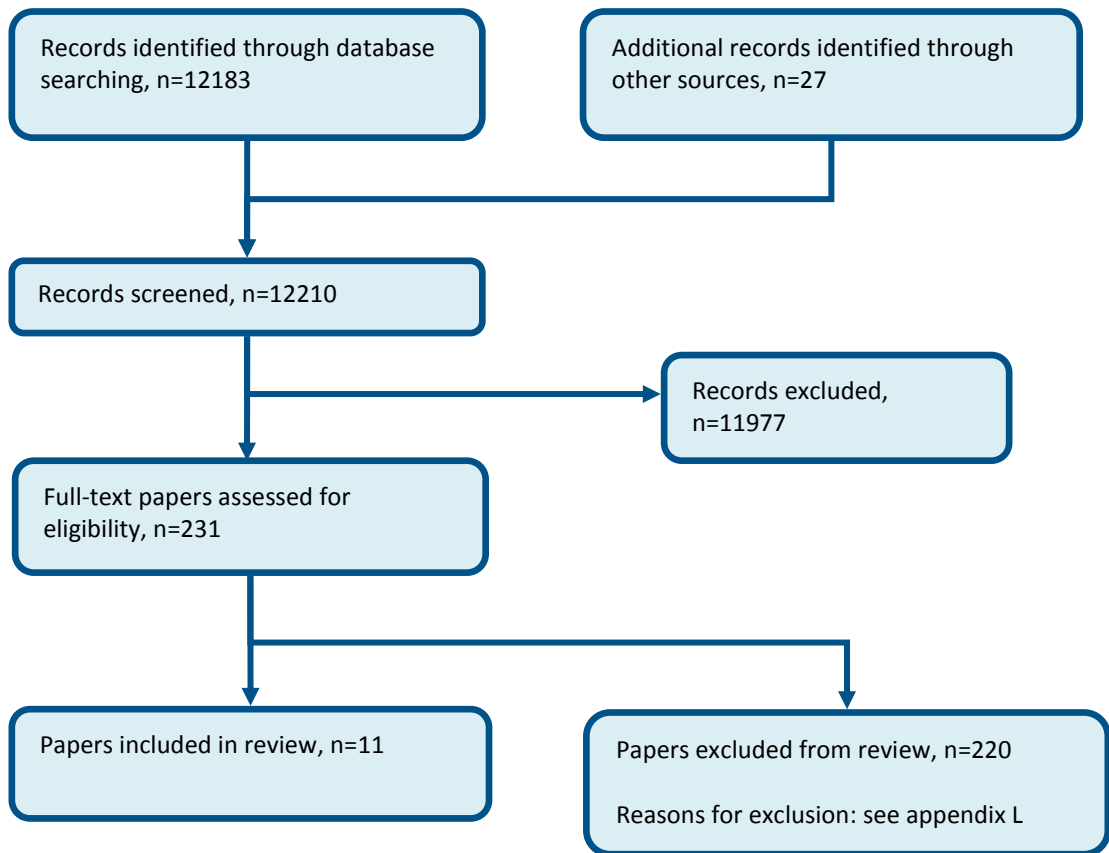 Records identified through database
searching, n=12183
Additional records identified through
other sources, n=27
Records screened, n=12210
Records excluded,
n=11977
Full-text papers assessed for
eligibility, n=231
Papers included in review, n=11
Papers excluded from review, n=220
Reasons for exclusion: see appendix L